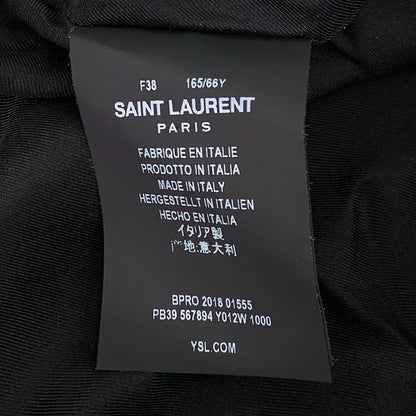 F38 165/66Y
SAINT LAURENT
PARIS
FABRIQUE EN ITALIE
PRODOTTO IN ITALIA
MADE IN ITALY
HERGESTELLT IN ITALIEN
HECHO EN ITALIA
イタリア製
地:意大利
BPRO 2018 01555
PB39 567894 Y012W 1000
YSL.COM